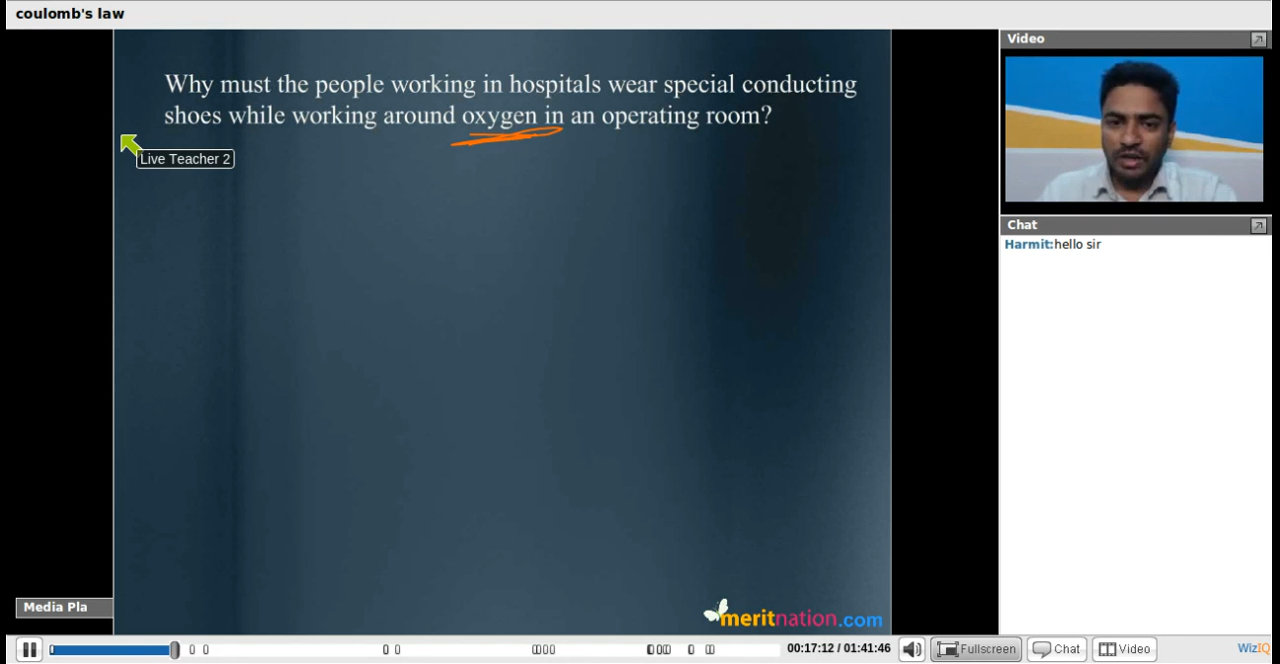 coulomb's law
Why must the people working in hospitals wear special conducting
shoes while working around oxygen in an operating room?
Live Teacher 2
Video
Chat
Harmit:hello sir
Media Pla
meritnation.com
00:17:12 / 01:41:46
Fullscreen
Chat
Video
WizIQ